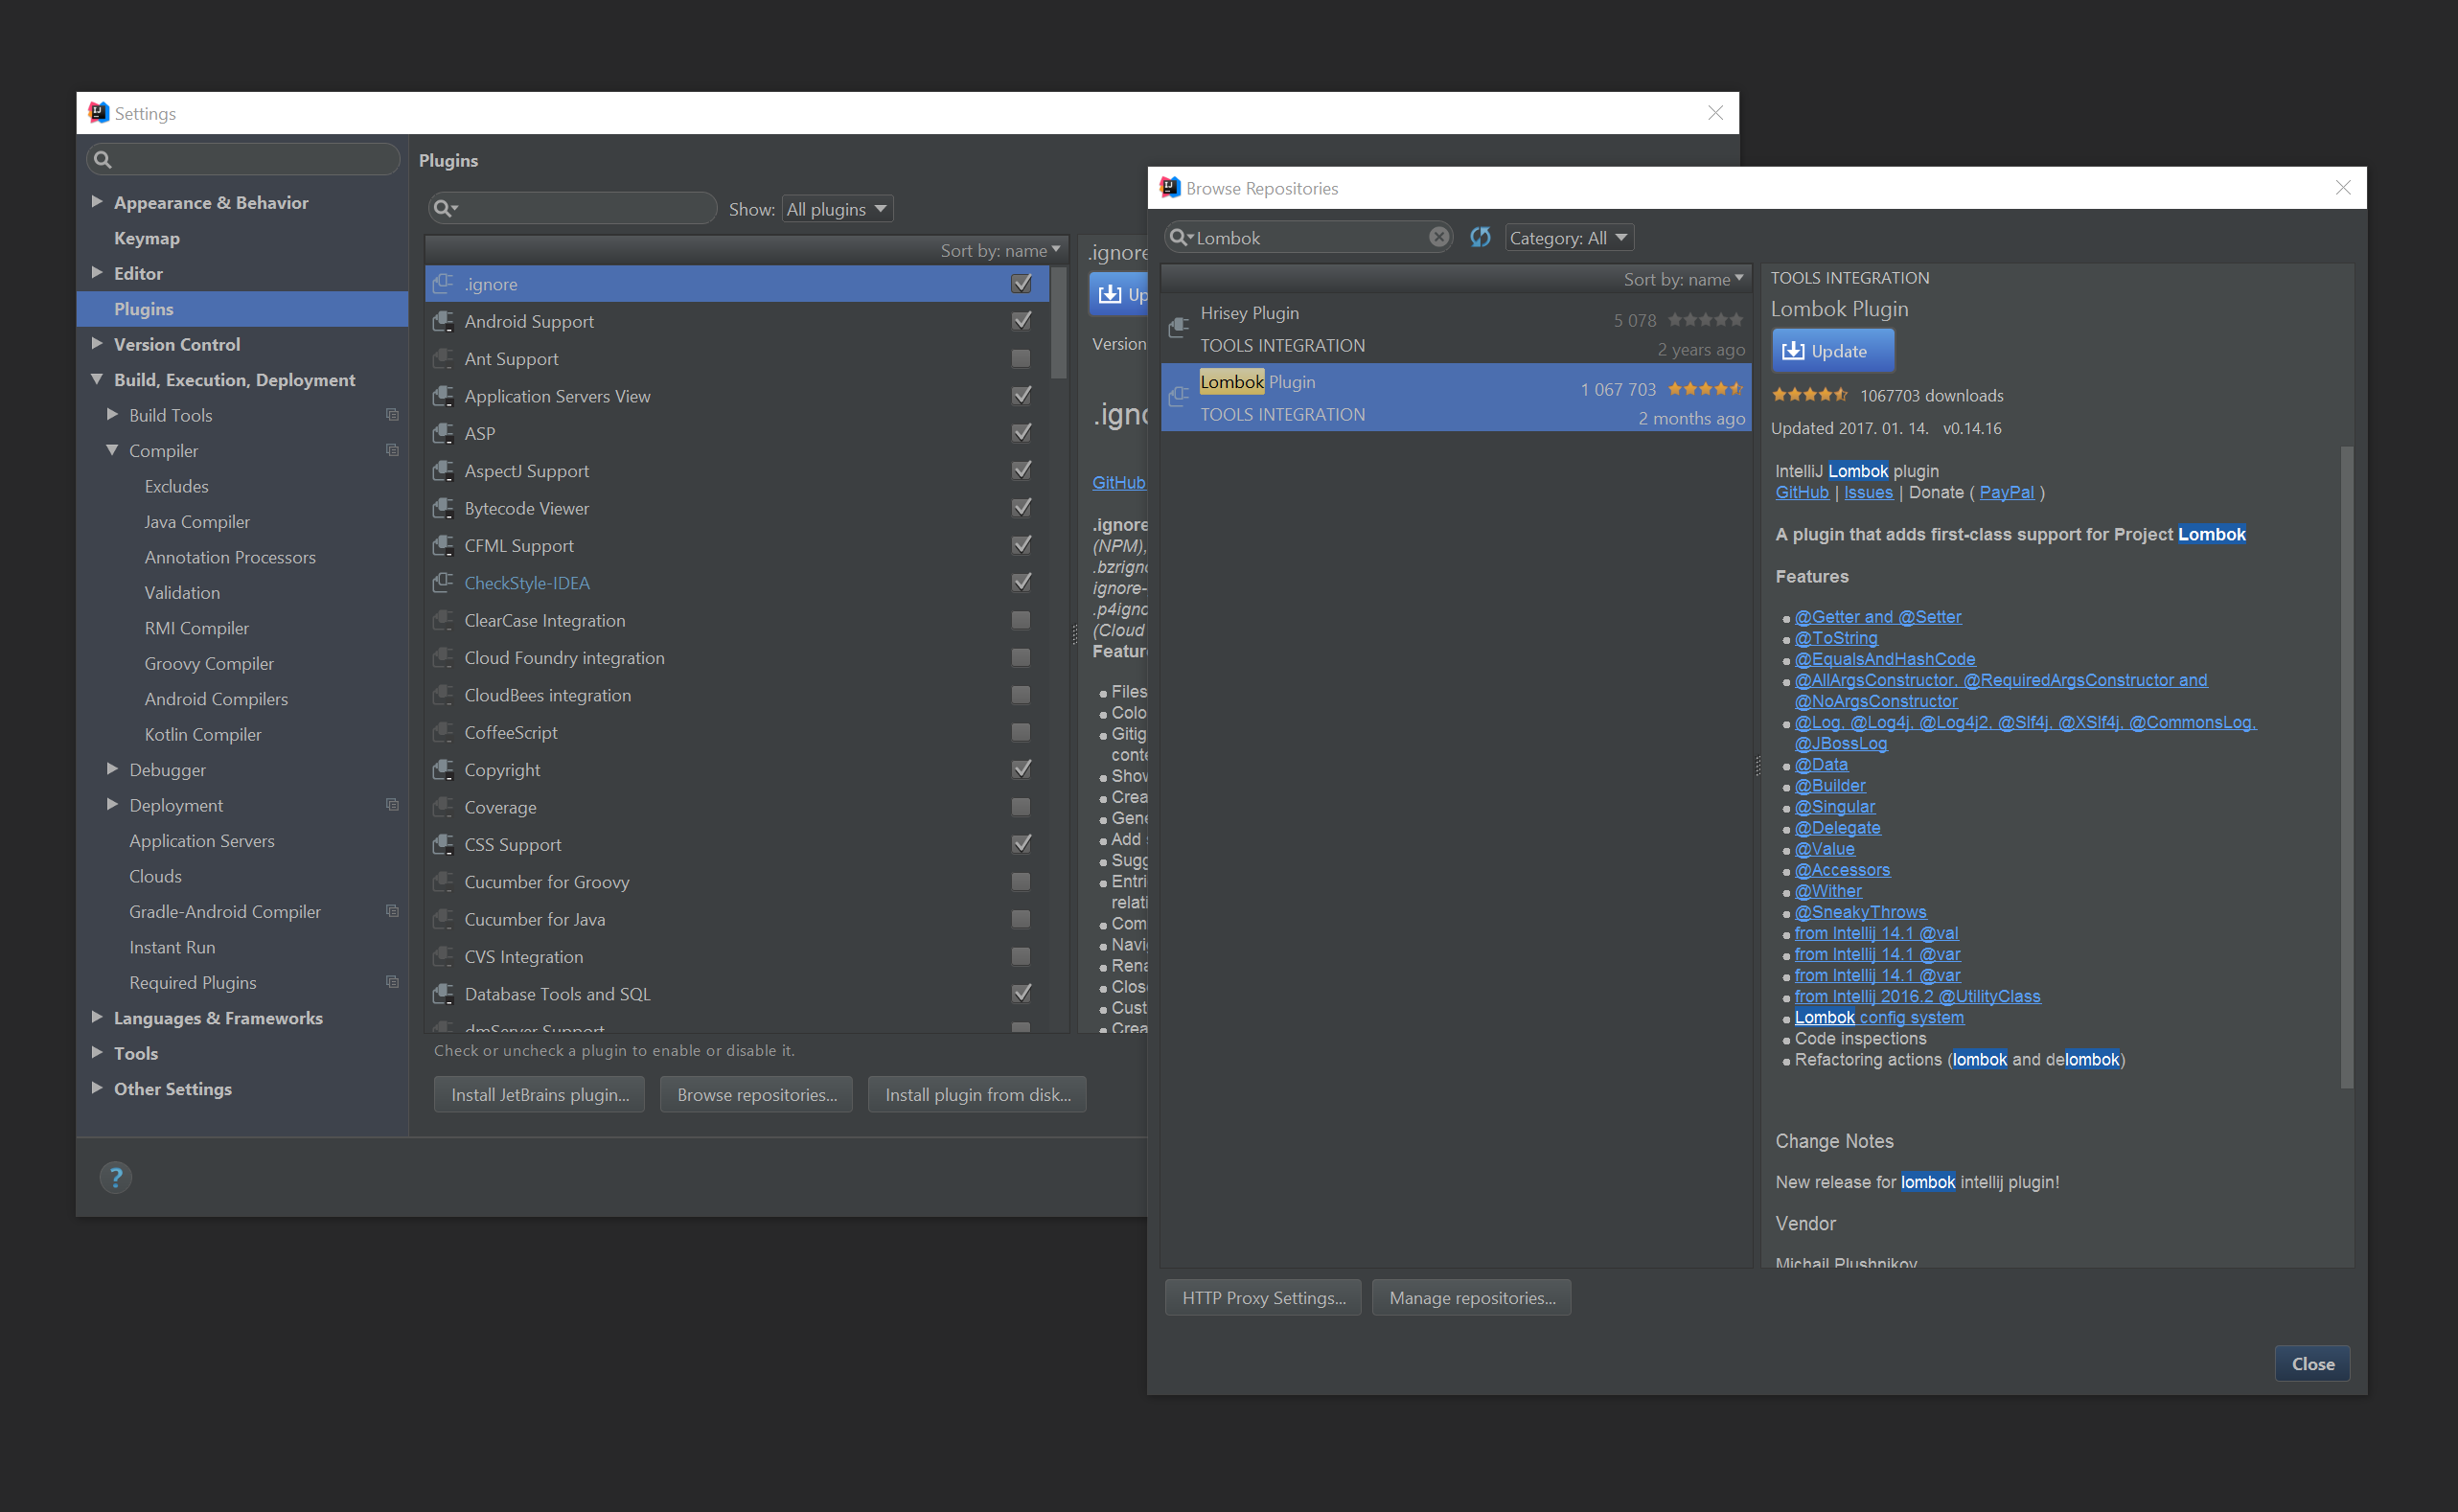 Settings
Appearance & Behavior
Keymap
Editor
Plugins
Version Control
Build, Execution, Deployment
Build Tools
Compiler
Excludes
Java Compiler
Annotation Processors
Validation
RMI Compiler
Groovy Compiler
Android Compilers
Kotlin Compiler
Debugger
Deployment
Application Servers
Clouds
Gradle-Android Compiler
Instant Run
Required Plugins
Languages & Frameworks
Tools
Other Settings
?
Plugins
Show: All plugins
Sort by: name
.ignore
Android Support
Ant Support
Application Servers View
ASP
AspectJ Support
Bytecode Viewer
CFML Support
CheckStyle-IDEA
ClearCase Integration
Cloud Foundry integration
CloudBees integration
CoffeeScript
Copyright
Coverage
CSS Support
Cucumber for Groovy
Cucumber for Java
CVS Integration
Database Tools and SQL
dmServer Support
Check or uncheck a plugin to enable or disable it.
Install JetBrains plugin...
Browse repositories...
Install plugin from disk...
.ignore
Up
Version
.igno
GitHub
.ignore
(NPM),
.bzrigno
ignore-
.p4igno
(Cloud
Featur
Files
Colo
Gitig
conte
Show
Crea
Gene
Add
Sugg
Entri
relati
Com
Navig
Rena
Close
Cust
Crea
Browse Repositories
Lombok
Category: All
Sort by: name
Hrisey Plugin
5 078
TOOLS INTEGRATION
2 years ago
Lombok Plugin
1 067 703
TOOLS INTEGRATION
2 months ago
TOOLS INTEGRATION
Lombok Plugin
Update
1067703 downloads
Updated 2017. 01. 14. v0.14.16
IntelliJ Lombok plugin
GitHub | Issues | Donate ( PayPal )
A plugin that adds first-class support for Project Lombok
Features
@Getter and @Setter
@ToString
@EqualsAndHashCode
@AllArgsConstructor, @RequiredArgsConstructor and
@NoArgsConstructor
@Log, @Log4j, @Log4j2, @Slf4j, @XSlf4j, @CommonsLog,
@JBossLog
@Data
@Builder
@Singular
@Delegate
@Value
@Accessors
@Wither
@SneakyThrows
from Intellij 14.1 @val
from Intellij 14.1 @var
from Intellij 14.1 @var
from Intellij 2016.2 @UtilityClass
Lombok config system
Code inspections
Refactoring actions (lombok and delombok)
Change Notes
New release for lombok intellij plugin!
Vendor
Michail Plushnikov
HTTP Proxy Settings...
Manage repositories...
Close